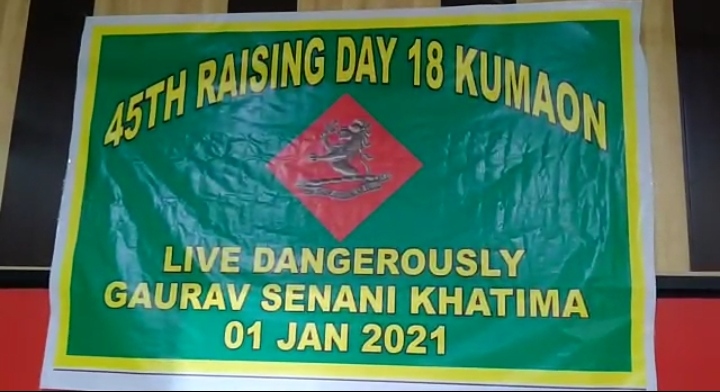 45TH RAISING DAY 18 KUMAON
LIVE DANGEROUSLY
GAURAV SENANI KHATIMA
01 JAN 2021